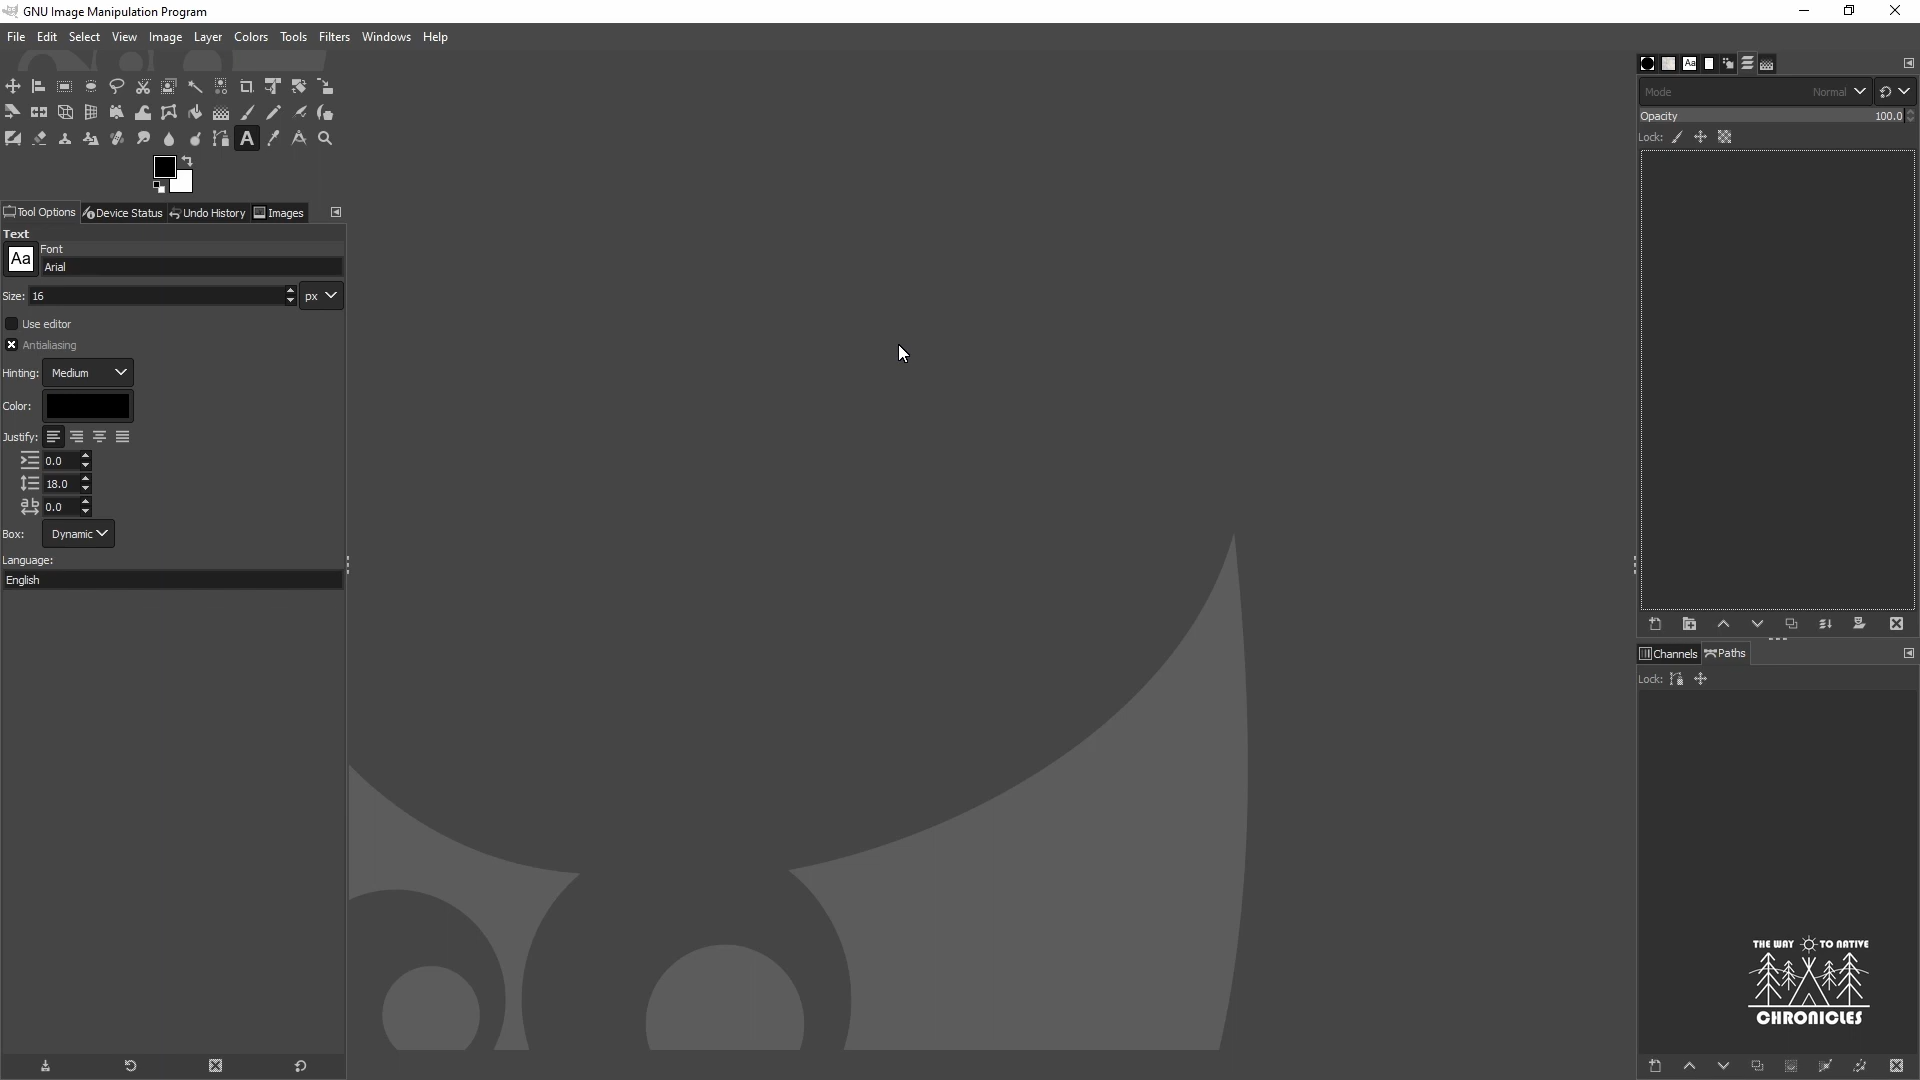 GNU Image Manipulation Program
File Edit Select View Image Layer Colors Tools Filters Windows Help
Tool Options Device Status Undo History Images
Text
Aa
Font
Arial
Size: 16 px
Use editor
Antialiasing
Hinting: Medium
Color:
Justify:
0.0
18.0
ab 0.0
Box: Dynamic
Language:
English
A
Aa
Mode Normal
Opacity 100.0
Lock:
Channels Paths
Lock:
THE WAY TO NATIVE
CHRONICLES